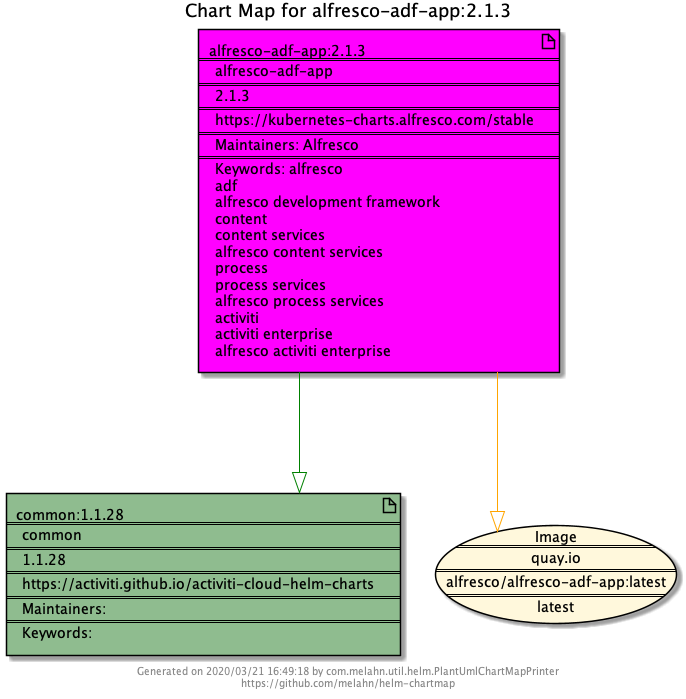 Chart Map for alfresco-adf-app:2.1.3
alfresco-adf-app:2.1.3
alfresco-adf-app
2.1.3
https://kubernetes-charts.alfresco.com/stable
Maintainers: Alfresco
Keywords: alfresco
adf
alfresco development framework
content
content services
alfresco content services
process
process services
alfresco process services
activiti
activiti enterprise
alfresco activiti enterprise
common:1.1.28
common
1.1.28
https://activiti.github.io/activiti-cloud-helm-charts
Maintainers:
Keywords:
Image
quay.io
alfresco/alfresco-adf-app:latest
latest
Generated on 2020/03/21 16:49:18 by com.melahn.util.helm.PlantUmlChartMapPrinter
https://github.com/melahn/helm-chartmap